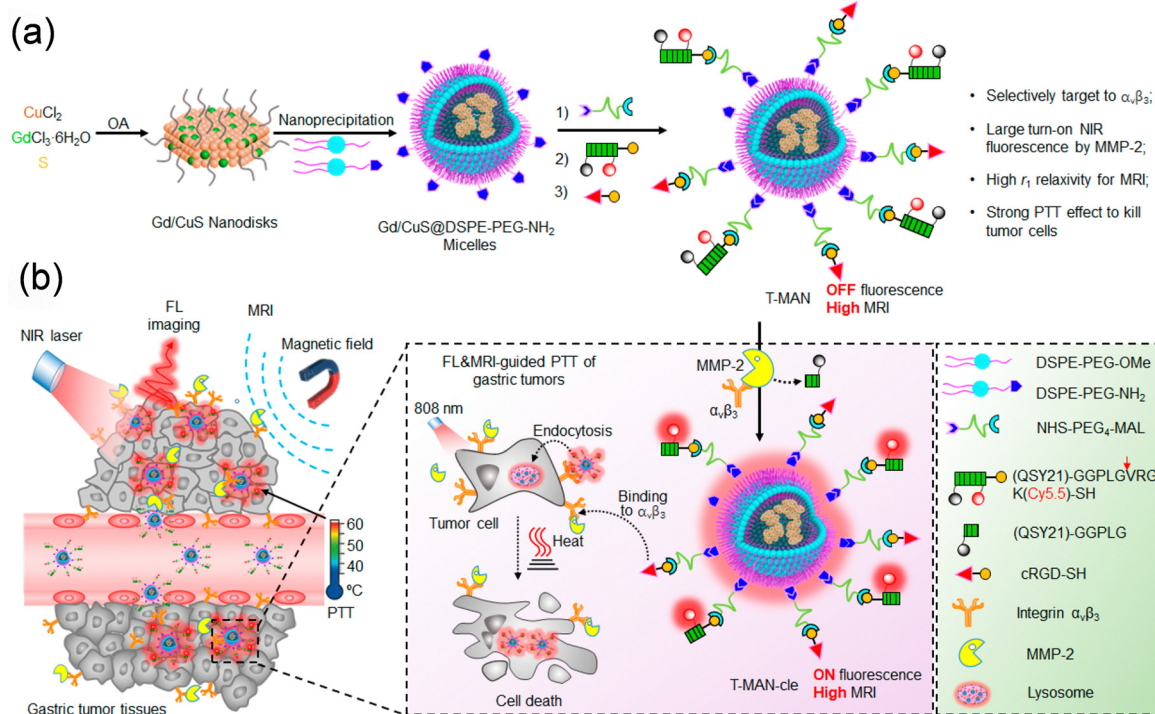 (a)
CuCl2
GdCl3·6H2O
S
OA
Gd/CuS Nanodisks
Nanoprecipitation
Gd/CuS@DSPE-PEG-NH2
Micelles
1)
2)
3)
T-MAN
OFF fluorescence
High MRI
• Selectively target to αvβ3;
• Large turn-on NIR
fluorescence by
MMP-2;
• High r1 relaxivity for MRI;
• Strong PTT effect to kill
tumor cells
(b)
NIR laser
FL
imaging
MRI
Magnetic field
60
50
40
ºC
PTT
Gastric tumor tissues
FL&MRI-guided PTT of
gastric tumors
808 nm
Endocytosis
Tumor cell
Heat
Cell death
Binding
to αvβ3
MMP-2
αvβ3
T-MAN-cle
ON fluorescence
High MRI
DSPE-PEG-OMe
DSPE-PEG-NH2
NHS-PEG4-MAL
(QSY21)-GGPLGVRG
K(Cy5.5)-SH
(QSY21)-GGPLG
cRGD-SH
Integrin αvβ3
MMP-2
Lysosome